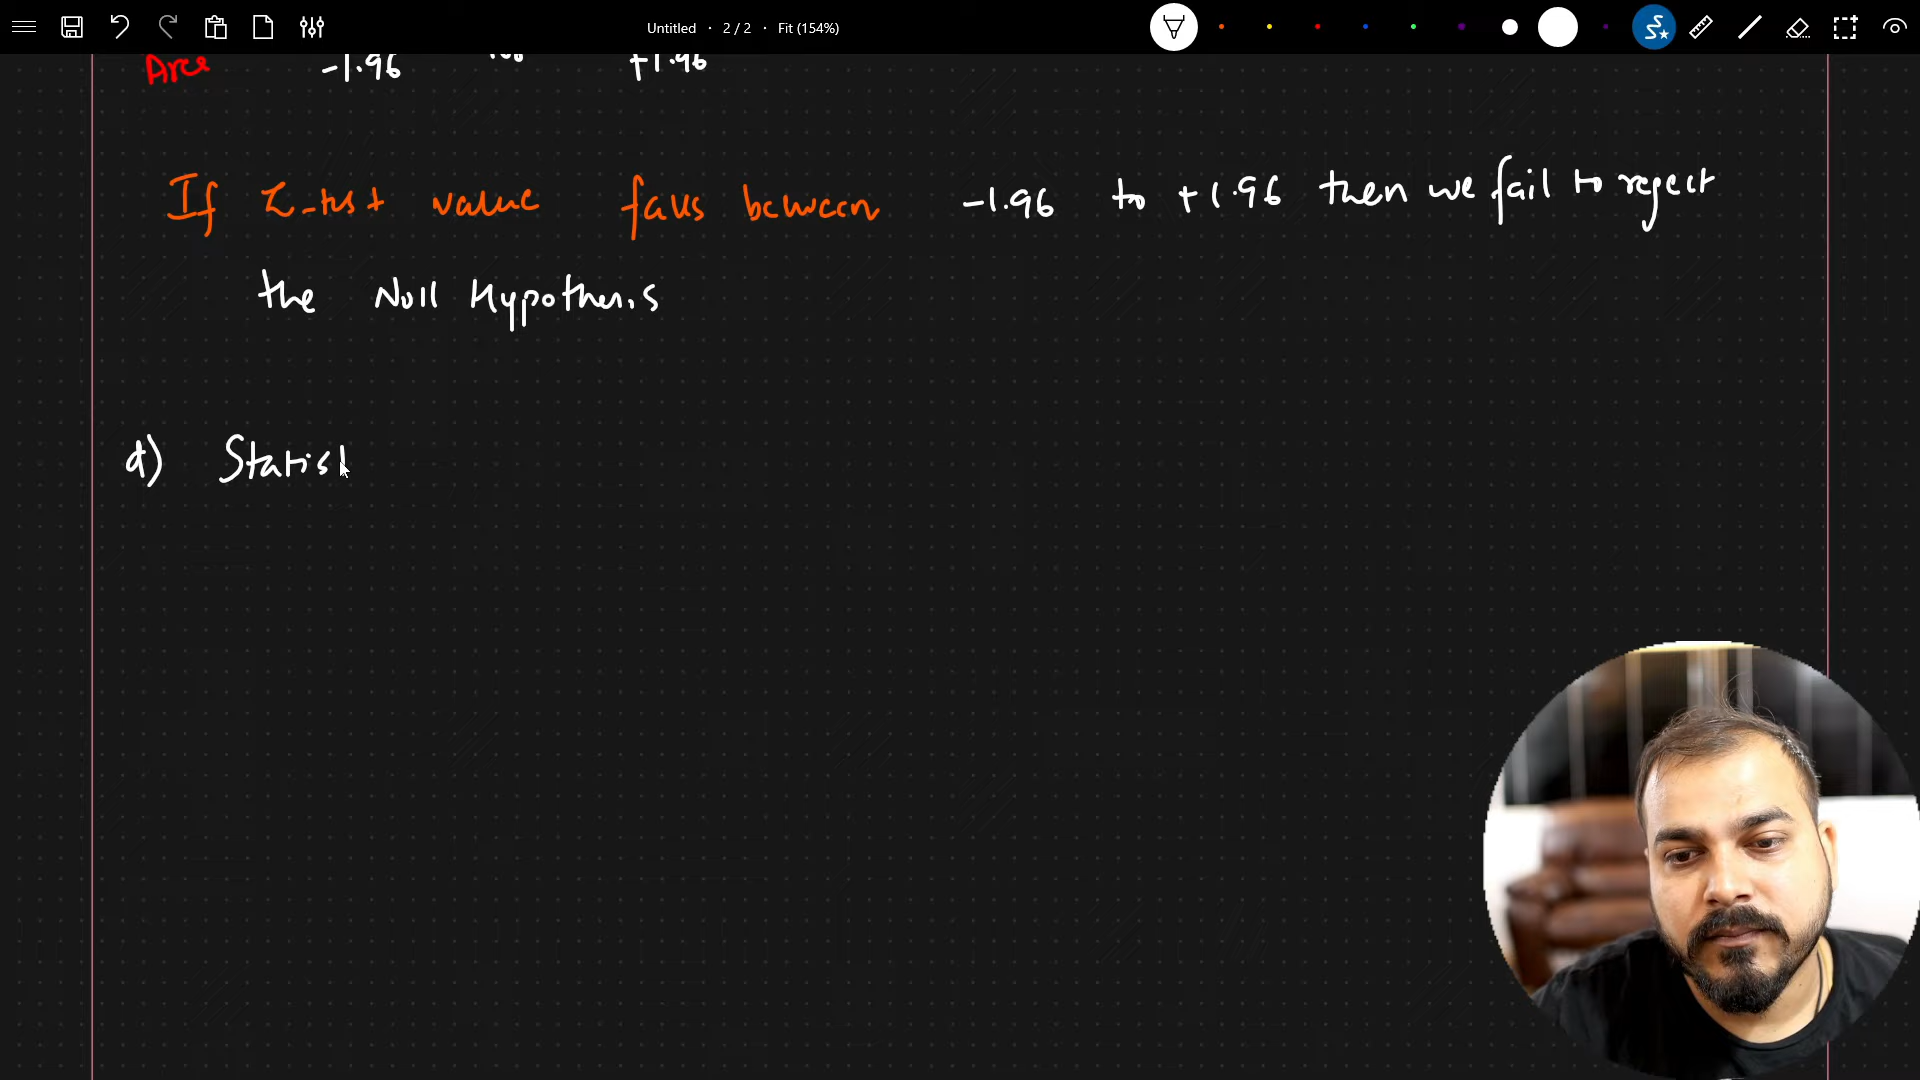 Untitled · 2 / 2 · Fit (154%)
Area -1.96 +1.96
If Z-test value falls between -1.96 to +1.96 then we fail to reject
the Null Hypothesis
d) Statist